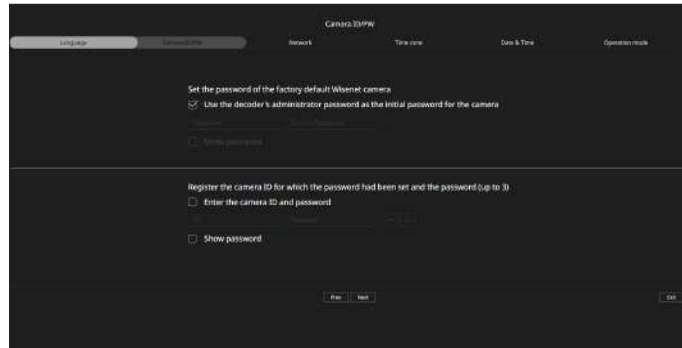 Camera ID/PW
Language Camera ID/PW Network Time zone Date & Time Operation mode
Set the password of the factory default Wisenet camera
Use the decoder's administrator password as the initial password for the camera
Show password
Register the camera ID for which the password had been set and the password (up to 3)
Enter the camera ID and password
Show password
Prev Next Exit